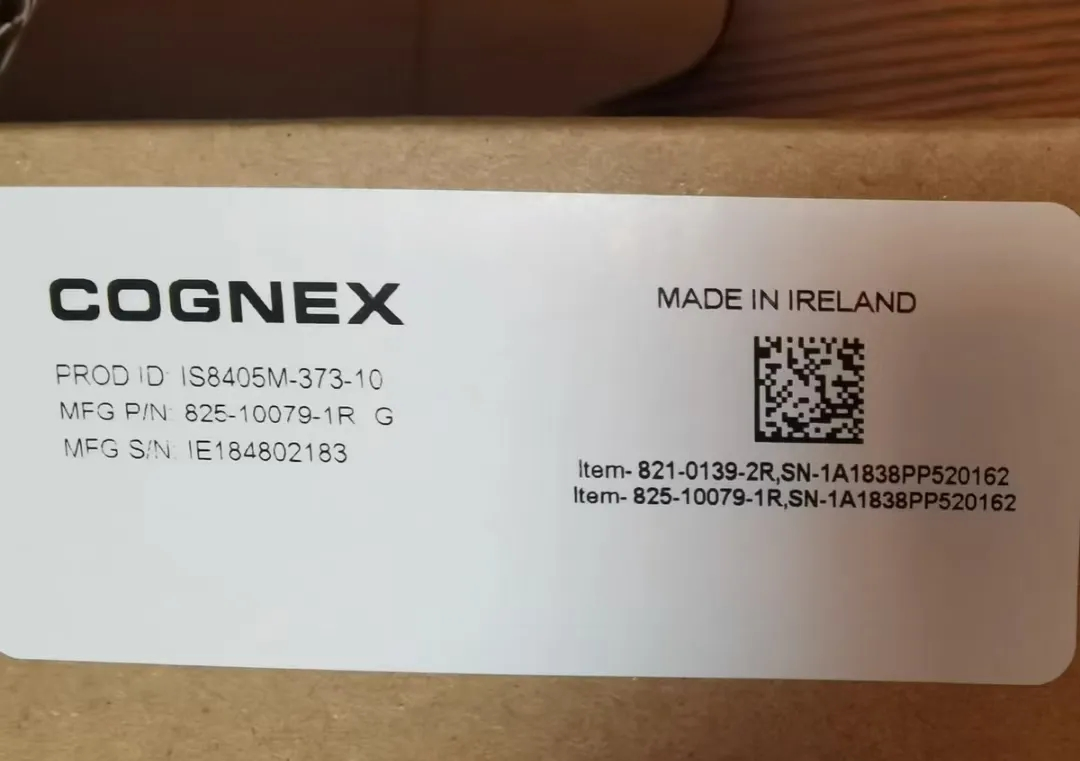 COGNEX
PROD ID: IS8405M-373-10
MFG P/N: 825-10079-1R G
MFG S/N: IE184802183
MADE IN IRELAND
Item- 821-0139-2R,SN-1A1838PP520162
Item- 825-10079-1R,SN-1A1838PP520162